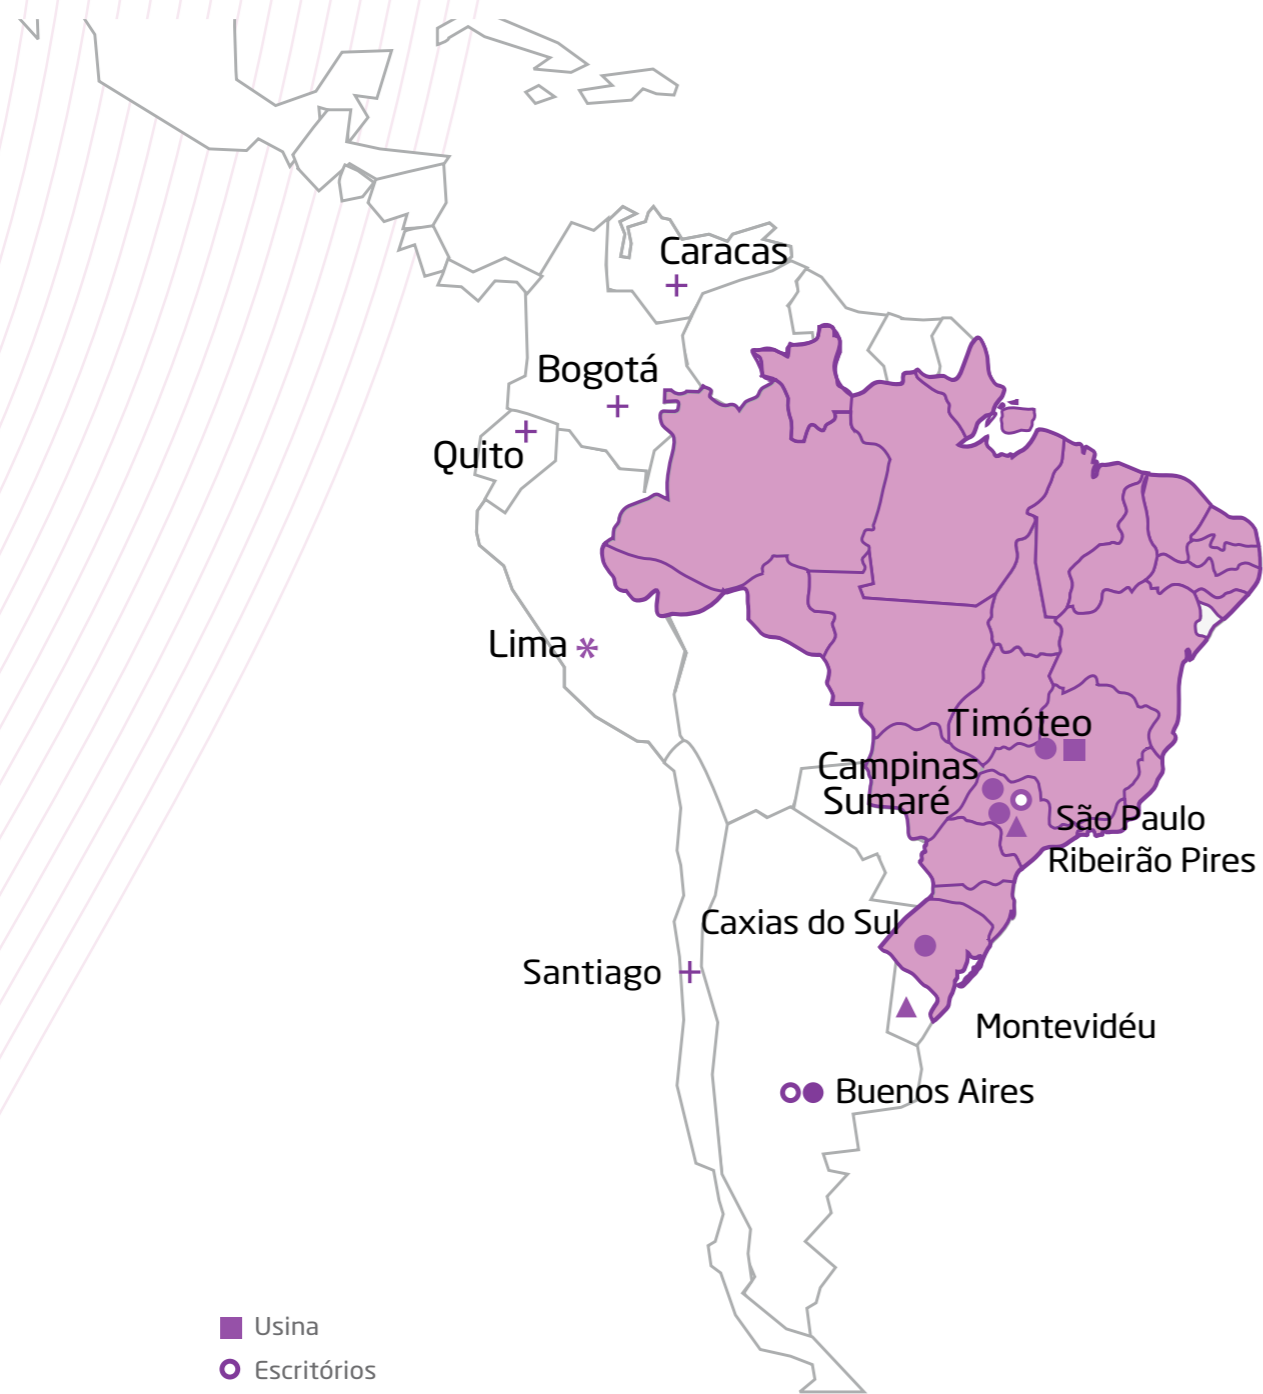 Caracas
Bogotá
Quito
Lima
Timóteo
Campinas
Sumaré
São Paulo
Ribeirão Pires
Caxias do Sul
Santiago
Montevidéu
Buenos Aires
Usina
Escritórios